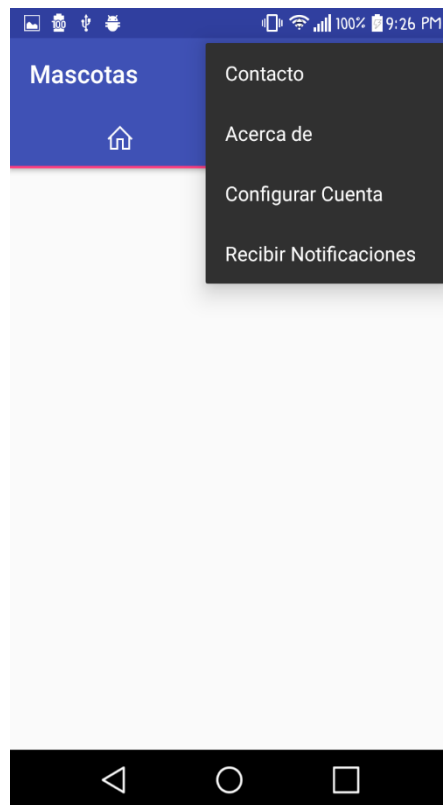 100% 9:26 PM
Mascotas
Contacto
Acerca de
Configurar Cuenta
Recibir Notificaciones